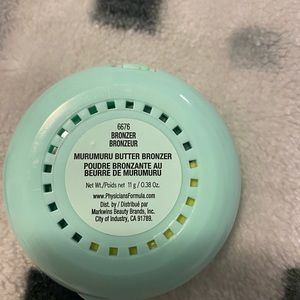 6676
BRONZER
BRONZEUR
MURUMURU BUTTER BRONZER
POUDRE BRONZANTE AU
BEURRE DE MURUMURU
Net Wt./Poids net 11 g / 0.38 Oz.
www.PhysiciansFormula.com
Dist. by / Distribué par
Markwins Beauty Brands, Inc.
City of Industry, CA 91789.